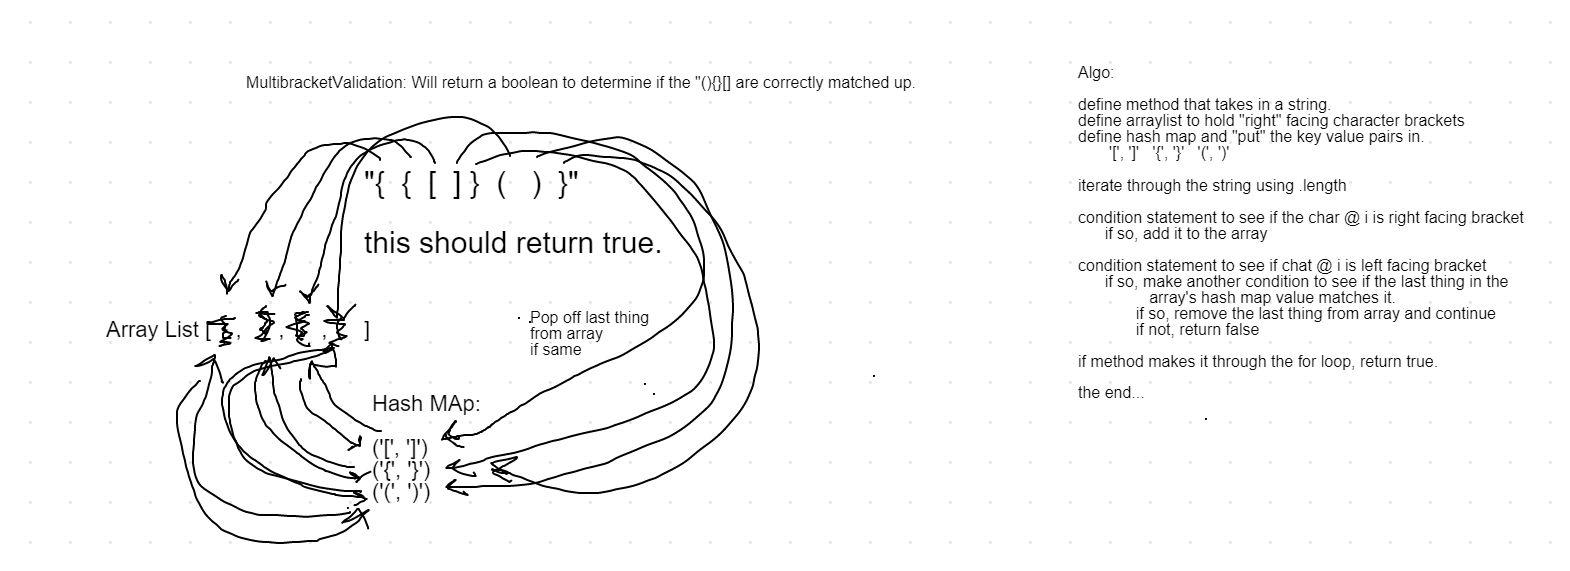 MultibracketValidation: Will return a boolean to determine if the "(){}[] are correctly matched up.
"{ { [ ] } ( ) }"
this should return true.
Array List [ , , , ]
Pop off last thing
from array
if same
Hash MAp:
('[', ']')
('{', '}')
('(', ')')
Algo:
define method that takes in a string.
define arraylist to hold "right" facing character brackets
define hash map and "put" the key value pairs in.
'[', ']' '{', '}' '(', ')'
iterate through the string using .length
condition statement to see if the char @ i is right facing bracket
if so, add it to the array
condition statement to see if chat @ i is left facing bracket
if so, make another condition to see if the last thing in the
array's hash map value matches it.
if so, remove the last thing from array and continue
if not, return false
if method makes it through the for loop, return true.
the end...